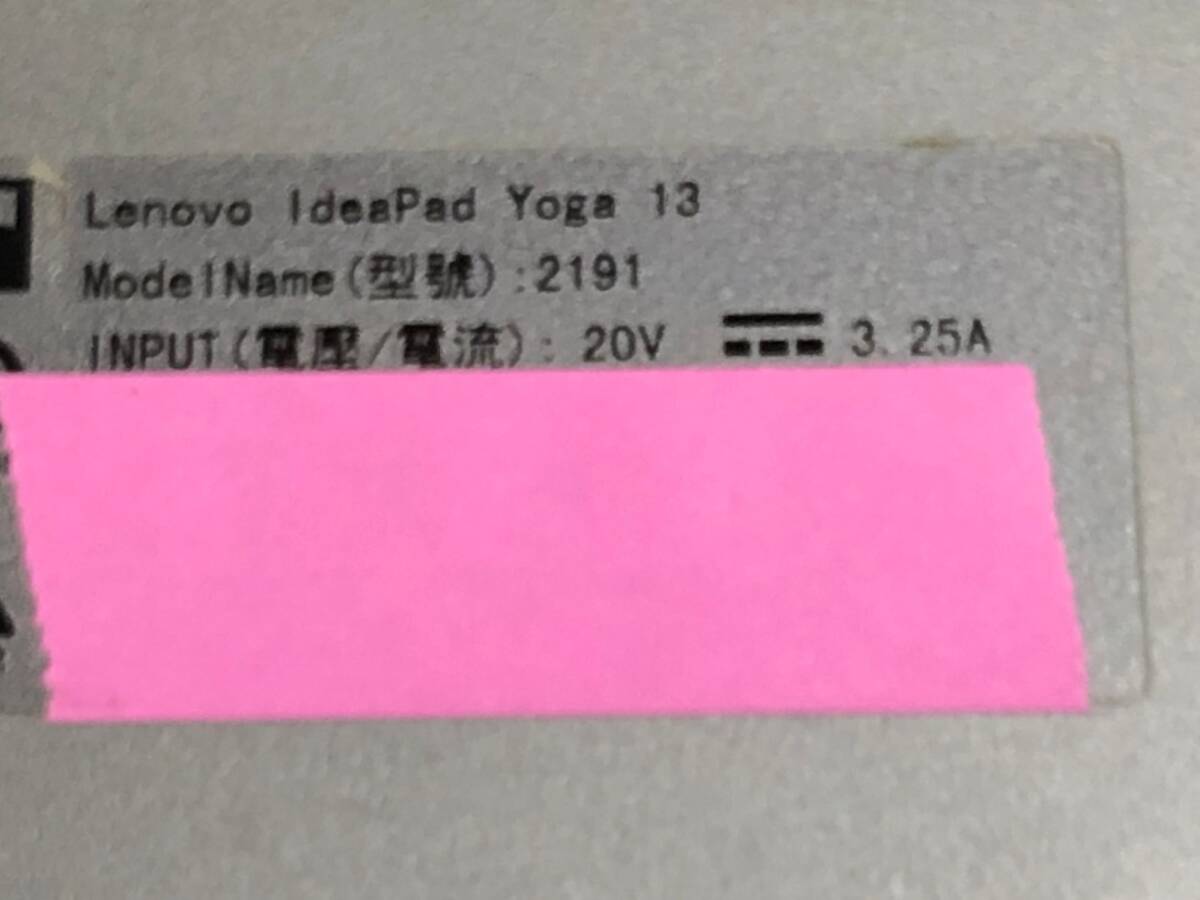 Lenovo IdeaPad Yoga 13
ModelName(型號):2191
INPUT(電壓/電流): 20V ⎓ 3.25A